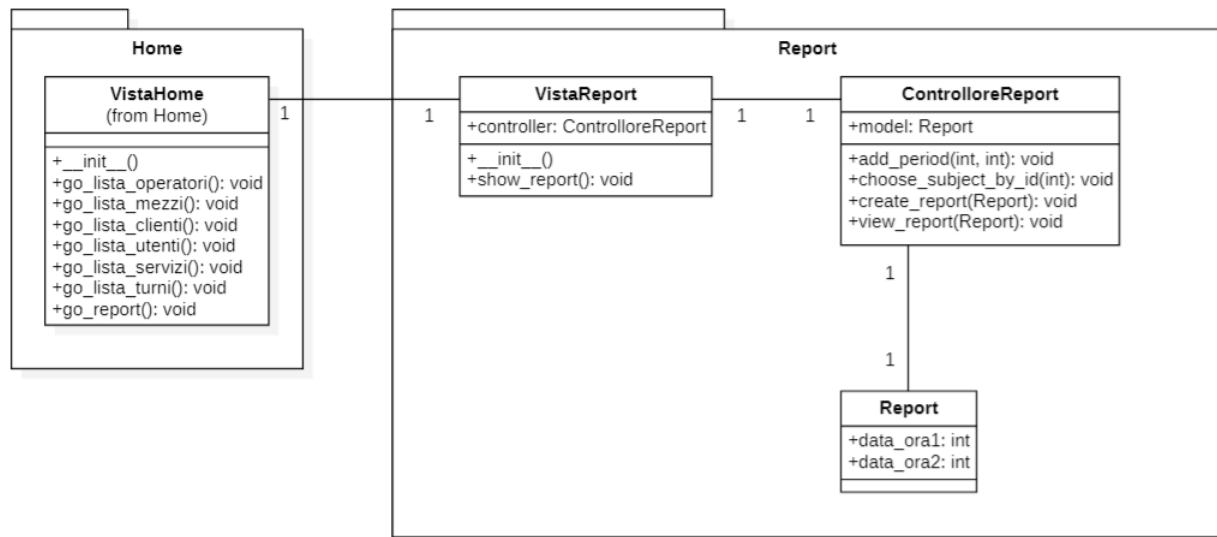 Home
VistaHome
(from Home)
+__init__()
+go_lista_operatori(): void
+go_lista_mezzi(): void
+go_lista_clienti(): void
+go_lista_utenti(): void
+go_lista_servizi(): void
+go_lista_turni(): void
+go_report(): void
1
1
Report
VistaReport
+controller: ControlloreReport
+__init__()
+show_report(): void
1
1
ControlloreReport
+model: Report
+add_period(int, int): void
+choose_subject_by_id(int): void
+create_report(Report): void
+view_report(Report): void
1
1
Report
+data_ora1: int
+data_ora2: int